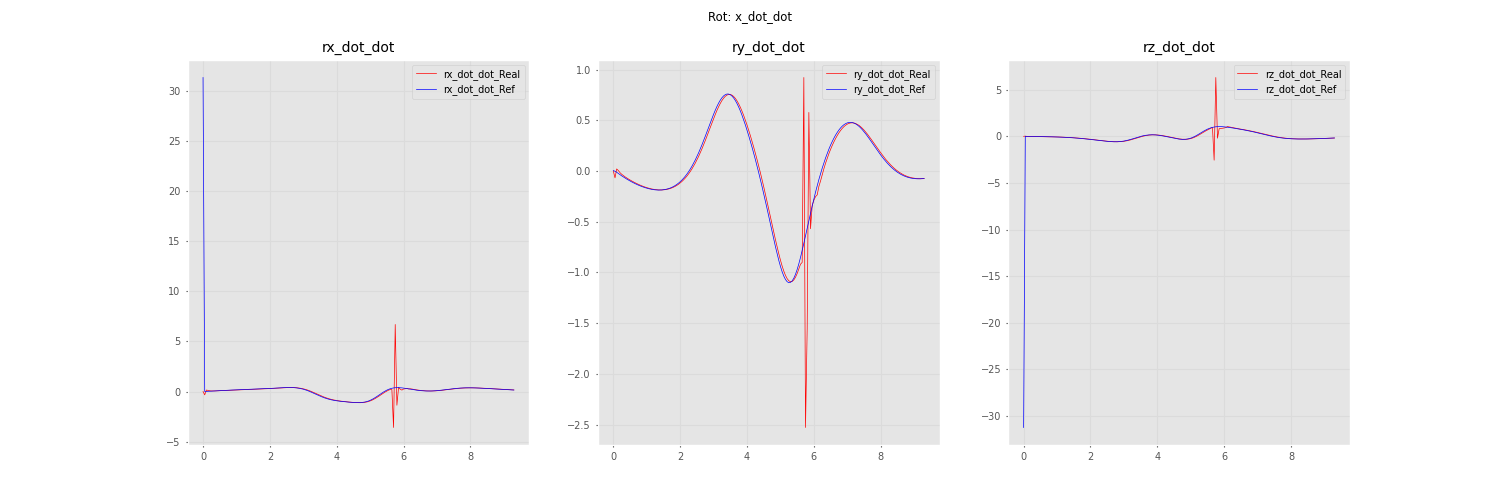 Rot: x_dot_dot
rx_dot_dot
rx_dot_dot_Real
rx_dot_dot_Ref
30
25
20
15
10
5
0
−5
0 2 4 6 8
ry_dot_dot
ry_dot_dot_Real
ry_dot_dot_Ref
1.0
0.5
0.0
−0.5
−1.0
−1.5
−2.0
−2.5
0 2 4 6 8
rz_dot_dot
rz_dot_dot_Real
rz_dot_dot_Ref
5
0
−5
−10
−15
−20
−25
−30
0 2 4 6 8